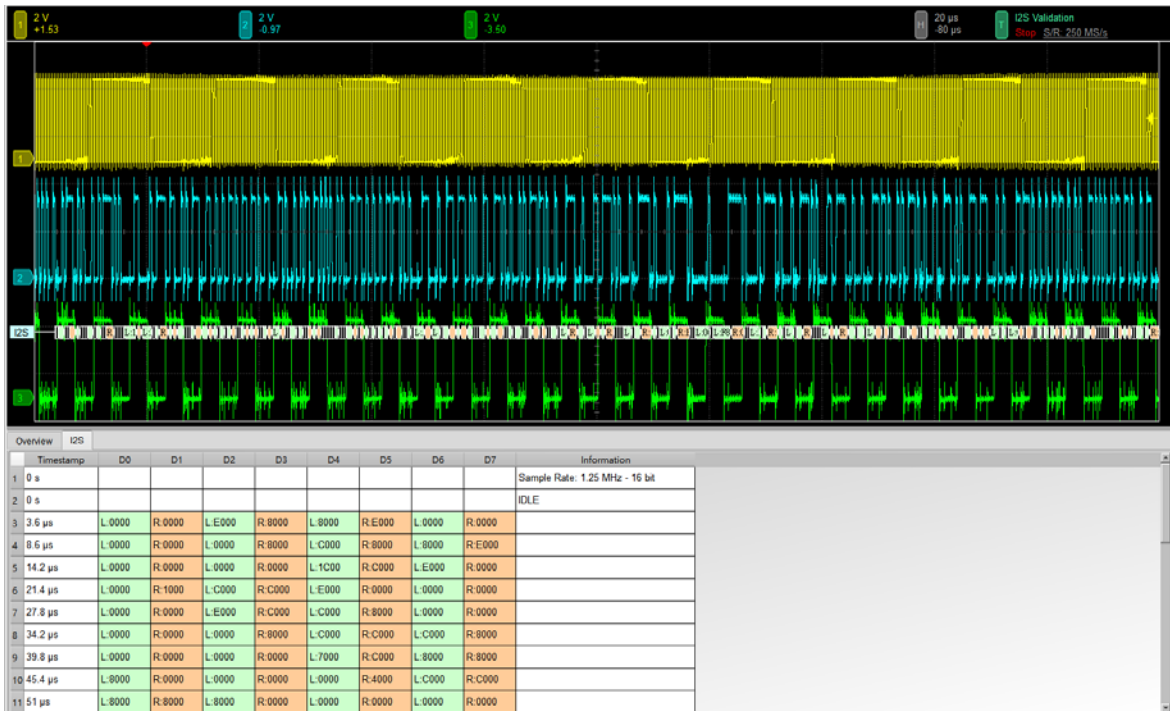 1 2 V +1.53 2 2 V -0.97 3 2 V -3.50 H 20 µs -80 µs T I2S Validation Stop S/R: 250 MS/s
1
2
I2S
3
Overview I2S
Timestamp D0 D1 D2 D3 D4 D5 D6 D7 Information
1 0 s Sample Rate: 1.25 MHz - 16 bit
2 0 s IDLE
3 3.6 µs L:0000 R:0000 L:E000 R:8000 L:8000 R:E000 L:0000 R:0000
4 8.6 µs L:0000 R:0000 L:0000 R:8000 L:C000 R:8000 L:8000 R:E000
5 14.2 µs L:0000 R:0000 L:0000 R:0000 L:1C00 R:C000 L:E000 R:0000
6 21.4 µs L:0000 R:1000 L:C000 R:C000 L:E000 R:0000 L:0000 R:0000
7 27.8 µs L:0000 R:0000 L:E000 R:C000 L:C000 R:8000 L:0000 R:0000
8 34.2 µs L:0000 R:0000 L:0000 R:8000 L:C000 R:C000 L:C000 R:8000
9 39.8 µs L:0000 R:0000 L:0000 R:0000 L:7000 R:C000 L:8000 R:8000
10 45.4 µs L:8000 R:0000 L:0000 R:0000 L:0000 R:4000 L:C000 R:C000
11 51 µs L:8000 R:8000 L:8000 R:0000 L:0000 R:0000 L:0000 R:0000